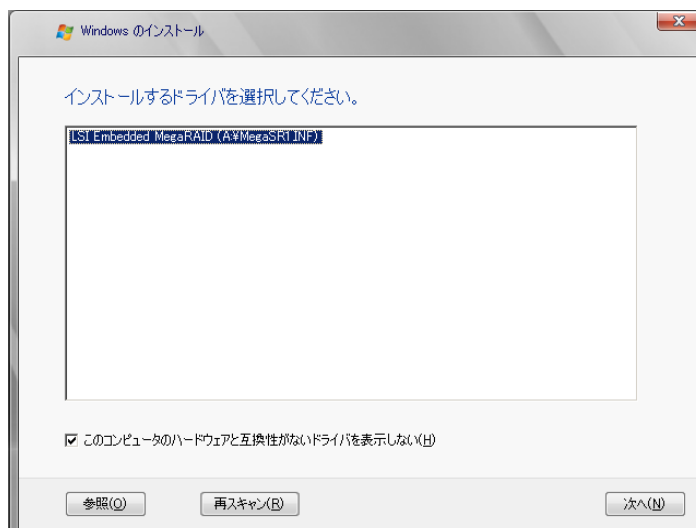 Windows のインストール
インストールするドライバを選択してください。
LSI Embedded MegaRAID (A¥MegaSR1.INF)
このコンピュータのハードウェアと互換性がないドライバを表示しない(H)
参照(O)
再スキャン(R)
次へ(N)